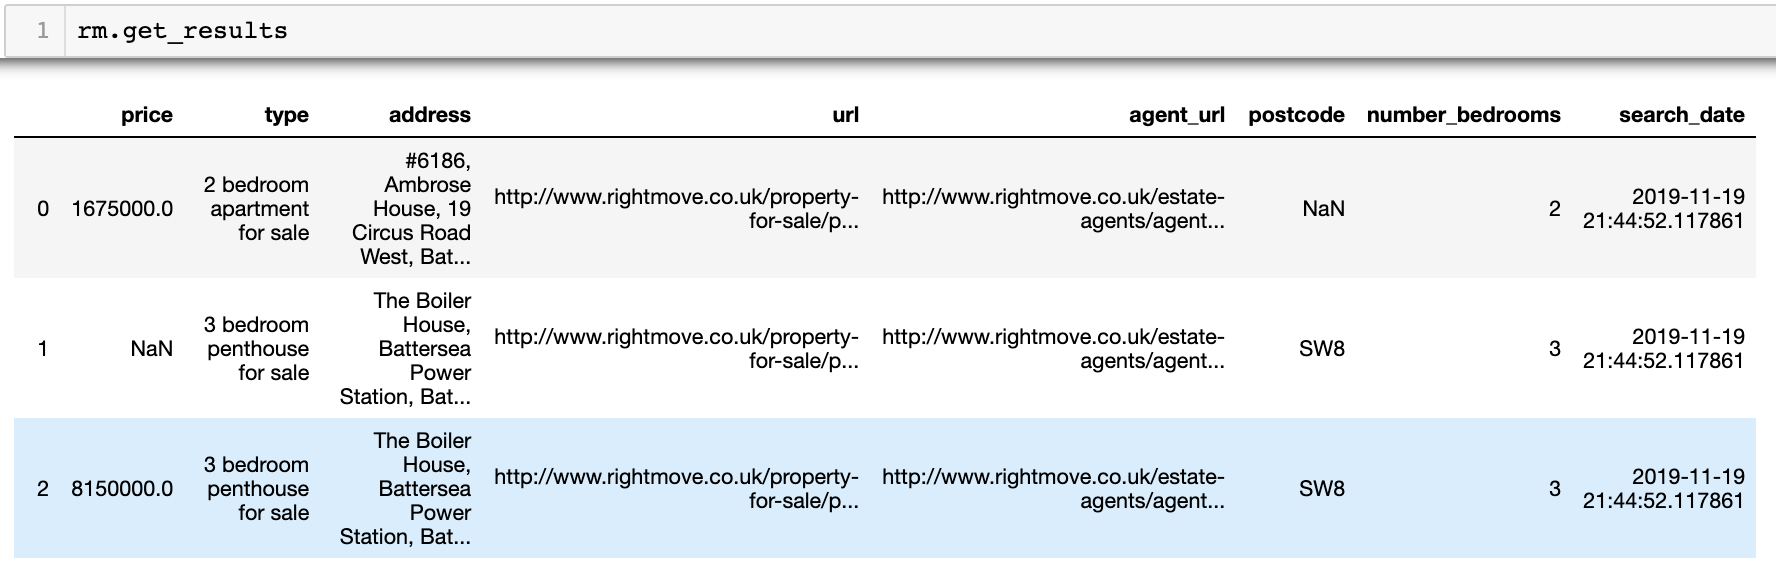 1 rm.get_results
price type address url agent_url postcode number_bedrooms search_date
#6186,
2 bedroom Ambrose http://www.rightmove.co.uk/property- http://www.rightmove.co.uk/estate- 2019-11-19
0 1675000.0 apartment House, 19 for-sale/p... agents/agent... NaN 2 21:44:52.117861
for sale Circus Road
West, Bat...
The Boiler
3 bedroom House, http://www.rightmove.co.uk/property- http://www.rightmove.co.uk/estate- 2019-11-19
1 NaN penthouse Battersea for-sale/p... agents/agent... SW8 3 21:44:52.117861
for sale Power
Station, Bat...
The Boiler
3 bedroom House, http://www.rightmove.co.uk/property- http://www.rightmove.co.uk/estate- 2019-11-19
2 8150000.0 penthouse Battersea for-sale/p... agents/agent... SW8 3 21:44:52.117861
for sale Power
Station, Bat...